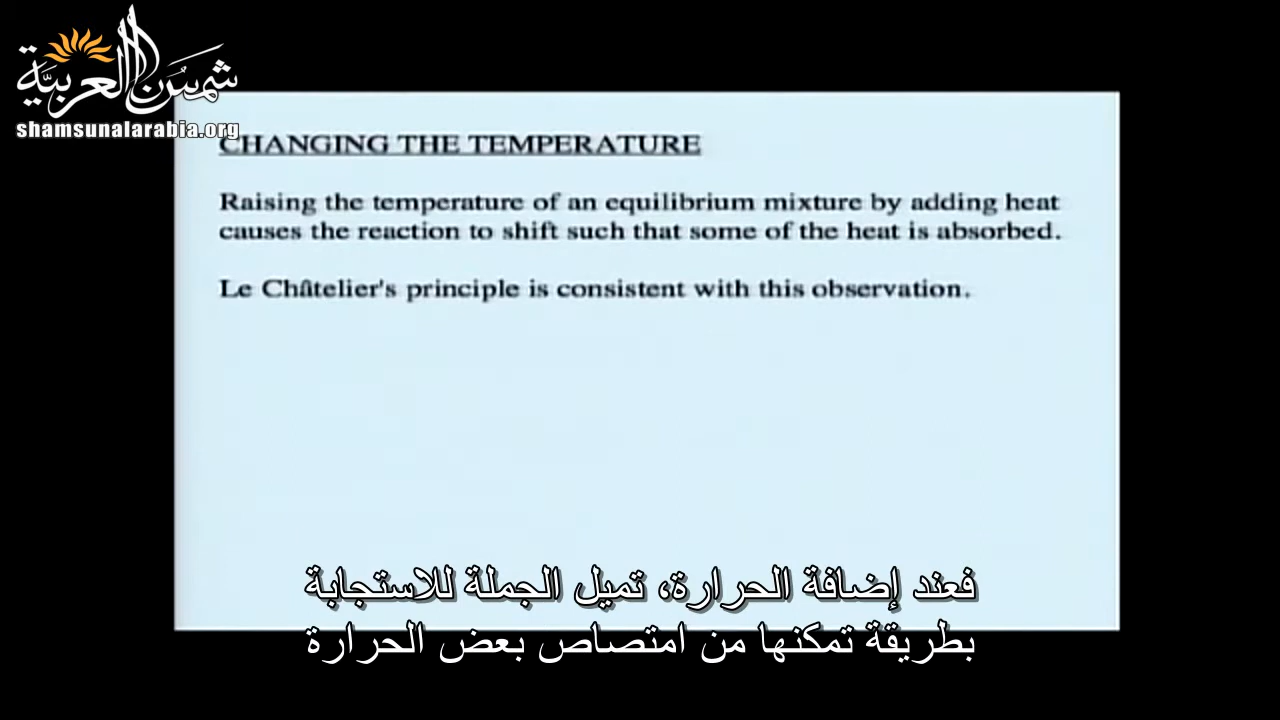 شمسن العربية
shamsunalarabia.org
CHANGING THE TEMPERATURE
Raising the temperature of an equilibrium mixture by adding heat
causes the reaction to shift such that some of the heat is absorbed.
Le Châtelier's principle is consistent with this observation.
فعند إضافة الحرارة، تميل الجملة للاستجابة
بطريقة تمكنها من امتصاص بعض الحرارة